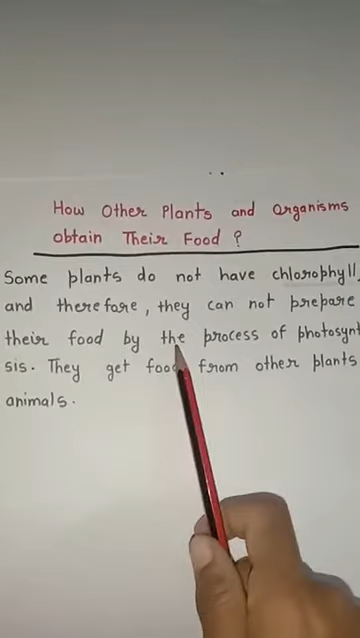 How Other Plants and Organisms
obtain Their Food ?
Some plants do not have chlorophyll
and therefore, they can not prepare
their food by the process of photosynt
sis. They get food from other plants
animals.